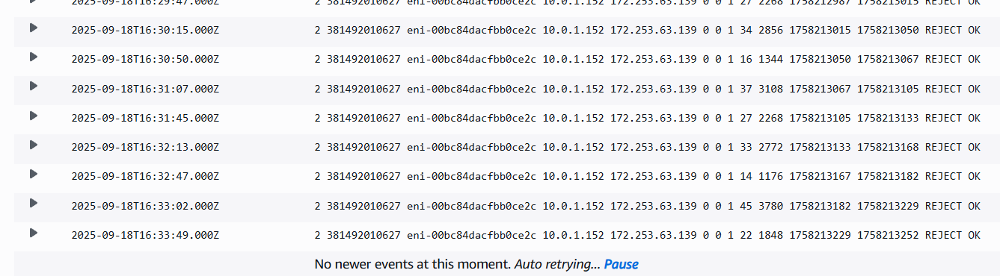 2025-09-18T16:29:47.000Z 2 381492010627 eni-00bc84dacfbb0ce2c 10.0.1.152 172.253.63.139 0 0 1 27 2268 1758212987 1758213015 REJECT OK
2025-09-18T16:30:15.000Z 2 381492010627 eni-00bc84dacfbb0ce2c 10.0.1.152 172.253.63.139 0 0 1 34 2856 1758213015 1758213050 REJECT OK
2025-09-18T16:30:50.000Z 2 381492010627 eni-00bc84dacfbb0ce2c 10.0.1.152 172.253.63.139 0 0 1 16 1344 1758213050 1758213067 REJECT OK
2025-09-18T16:31:07.000Z 2 381492010627 eni-00bc84dacfbb0ce2c 10.0.1.152 172.253.63.139 0 0 1 37 3108 1758213067 1758213105 REJECT OK
2025-09-18T16:31:45.000Z 2 381492010627 eni-00bc84dacfbb0ce2c 10.0.1.152 172.253.63.139 0 0 1 27 2268 1758213105 1758213133 REJECT OK
2025-09-18T16:32:13.000Z 2 381492010627 eni-00bc84dacfbb0ce2c 10.0.1.152 172.253.63.139 0 0 1 33 2772 1758213133 1758213168 REJECT OK
2025-09-18T16:32:47.000Z 2 381492010627 eni-00bc84dacfbb0ce2c 10.0.1.152 172.253.63.139 0 0 1 14 1176 1758213167 1758213182 REJECT OK
2025-09-18T16:33:02.000Z 2 381492010627 eni-00bc84dacfbb0ce2c 10.0.1.152 172.253.63.139 0 0 1 45 3780 1758213182 1758213229 REJECT OK
2025-09-18T16:33:49.000Z 2 381492010627 eni-00bc84dacfbb0ce2c 10.0.1.152 172.253.63.139 0 0 1 22 1848 1758213229 1758213252 REJECT OK
No newer events at this moment. Auto retrying... Pause